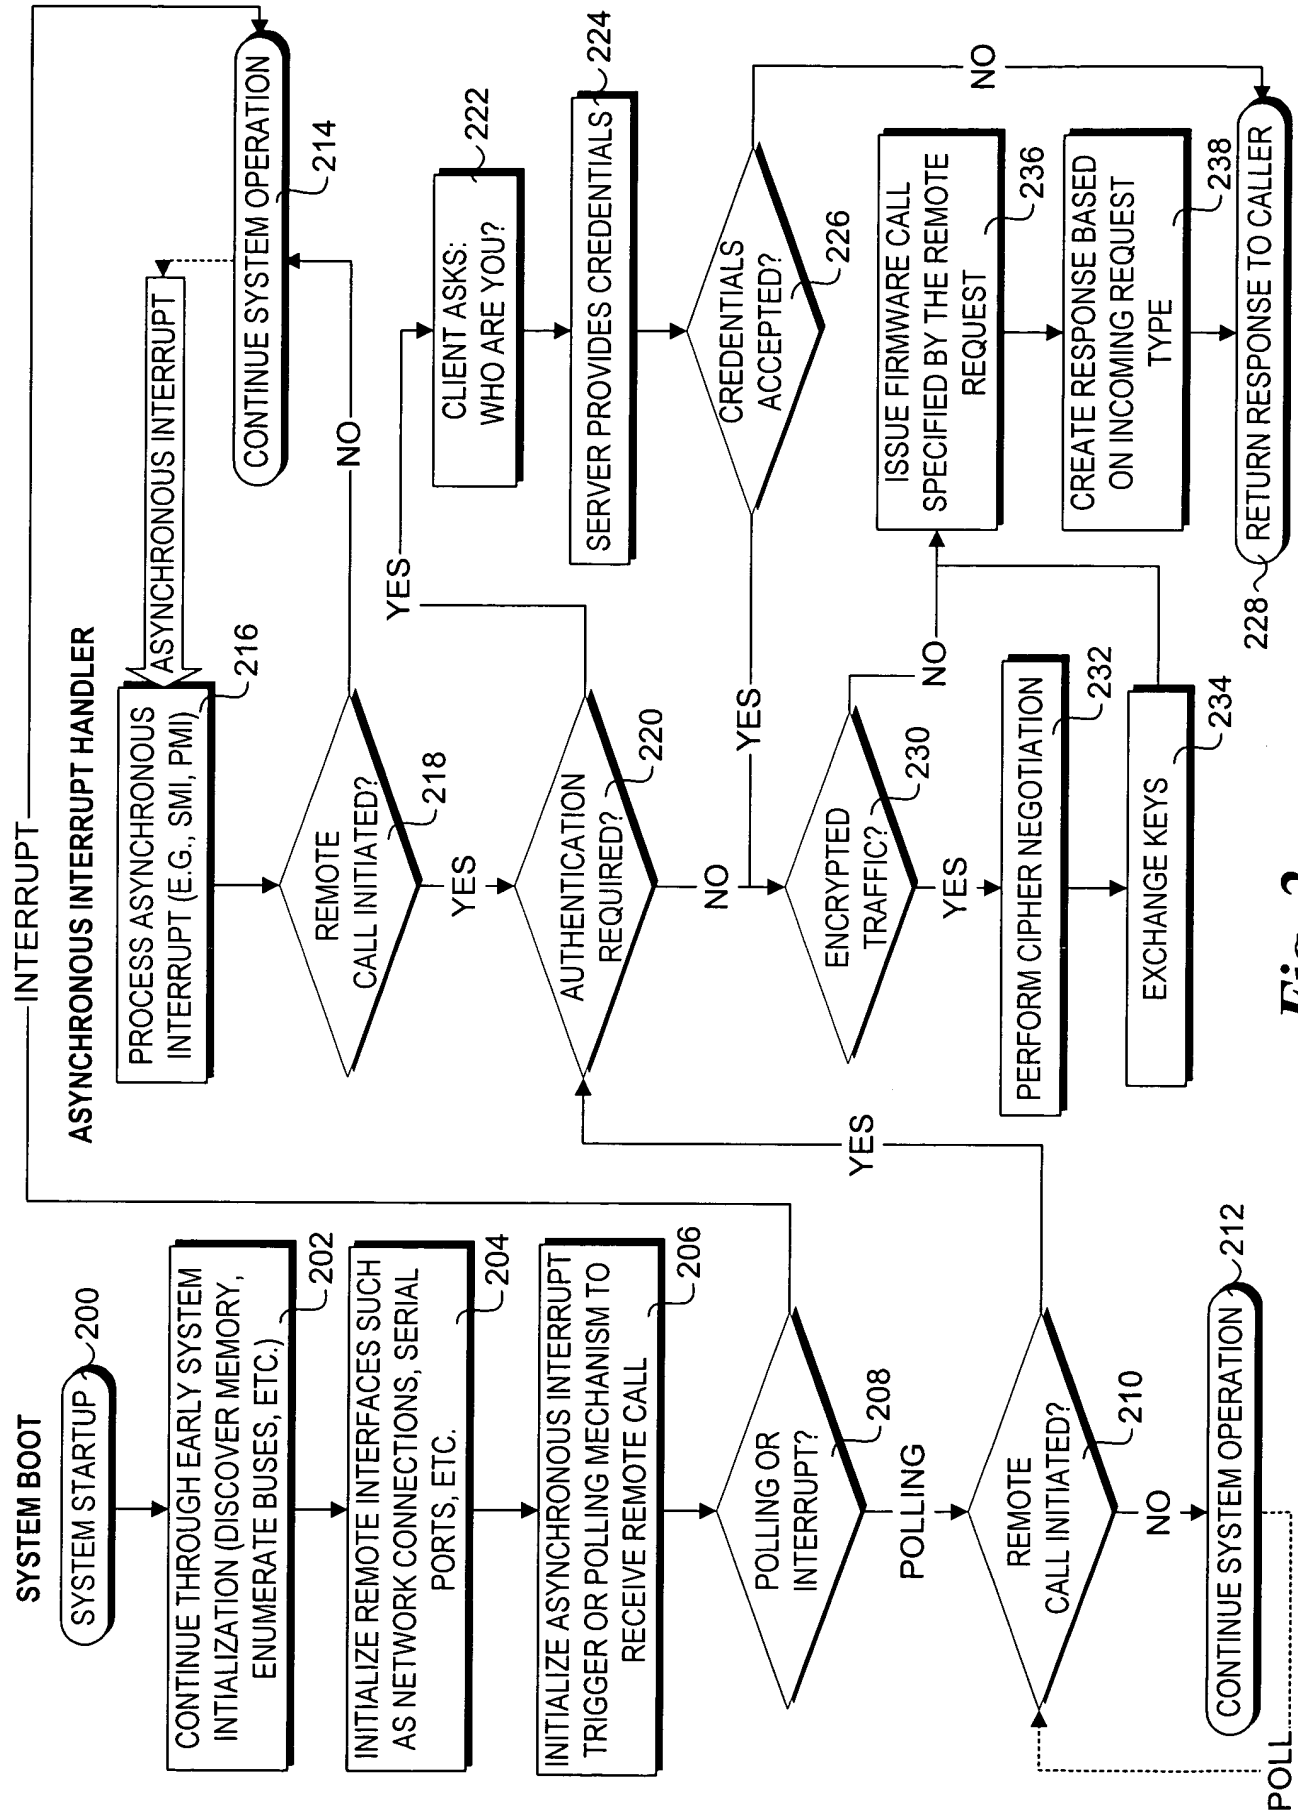 SYSTEM BOOT
SYSTEM STARTUP
200
CONTINUE THROUGH EARLY SYSTEM
INTIALIZATION (DISCOVER MEMORY,
ENUMERATE BUSES, ETC.)
202
INITIALIZE REMOTE INTERFACES SUCH
AS NETWORK CONNECTIONS, SERIAL
PORTS, ETC.
204
INITIALIZE ASYNCHRONOUS INTERRUPT
TRIGGER OR POLLING MECHANISM TO
RECEIVE REMOTE CALL
206
POLLING OR
INTERRUPT?
208
POLLING
REMOTE
CALL INITIATED?
210
NO
CONTINUE SYSTEM OPERATION
212
POLL
YES
INTERRUPT
ASYNCHRONOUS INTERRUPT HANDLER
PROCESS ASYNCHRONOUS
INTERRUPT (E.G., SMI, PMI)
216
ASYNCHRONOUS INTERRUPT
CONTINUE SYSTEM OPERATION
214
REMOTE
CALL INITIATED?
218
NO
YES
AUTHENTICATION
REQUIRED?
220
YES
CLIENT ASKS:
WHO ARE YOU?
222
SERVER PROVIDES CREDENTIALS
224
CREDENTIALS
ACCEPTED?
226
NO
YES
NO
ENCRYPTED
TRAFFIC?
230
NO
YES
PERFORM CIPHER NEGOTIATION
232
EXCHANGE KEYS
234
ISSUE FIRMWARE CALL
SPECIFIED BY THE REMOTE
REQUEST
236
CREATE RESPONSE BASED
ON INCOMING REQUEST
TYPE
238
RETURN RESPONSE TO CALLER
228